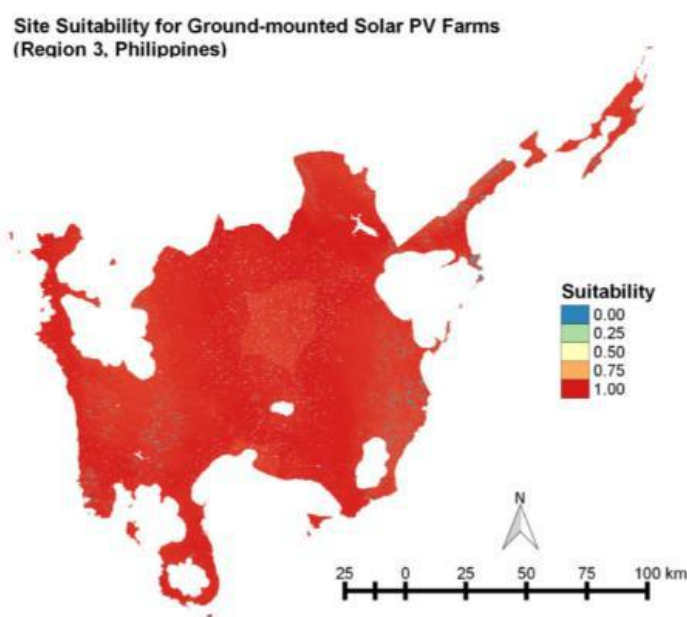 Site Suitability for Ground-mounted Solar PV Farms
(Region 3, Philippines)
Suitability
0.00
0.25
0.50
0.75
1.00
N
25 0 25 50 75 100 km